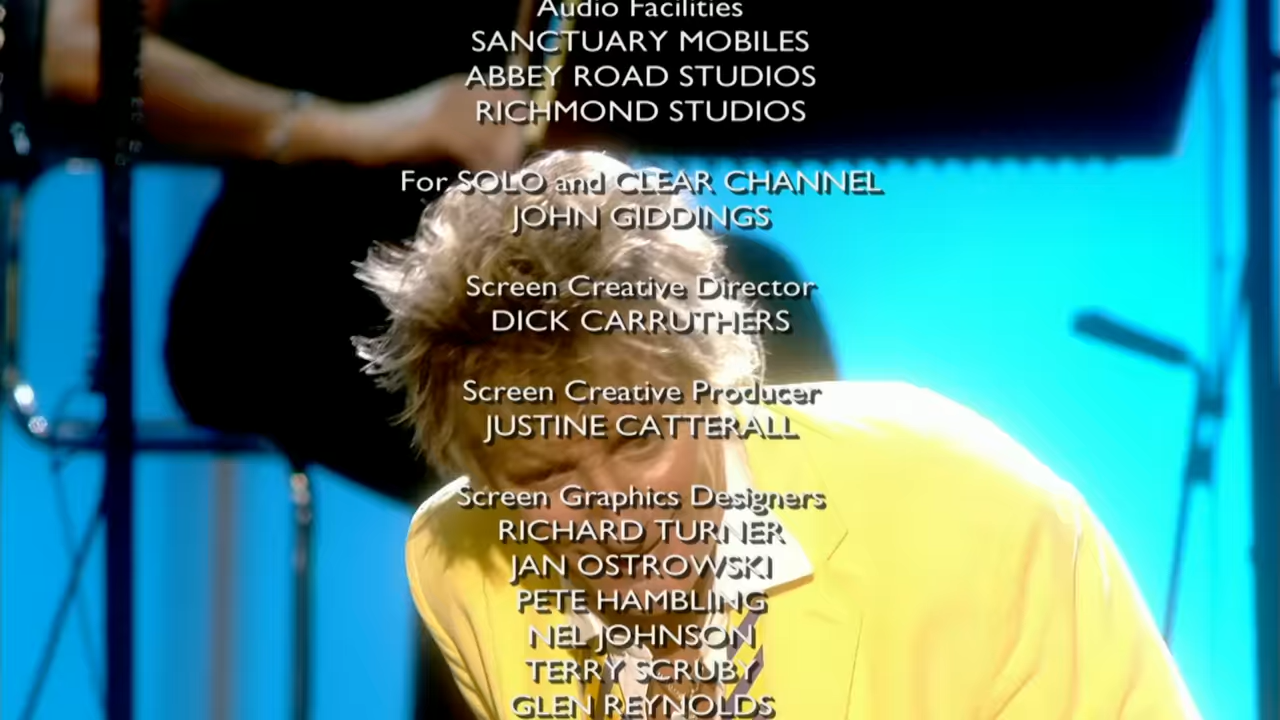 Audio Facilities
SANCTUARY MOBILES
ABBEY ROAD STUDIOS
RICHMOND STUDIOS
For SOLO and CLEAR CHANNEL
JOHN GIDDINGS
Screen Creative Director
DICK CARRUTHERS
Screen Creative Producer
JUSTINE CATTERALL
Screen Graphics Designers
RICHARD TURNER
JAN OSTROWSKI
PETE HAMBLING
NEL JOHNSON
TERRY SCRUBY
GLEN REYNOLDS